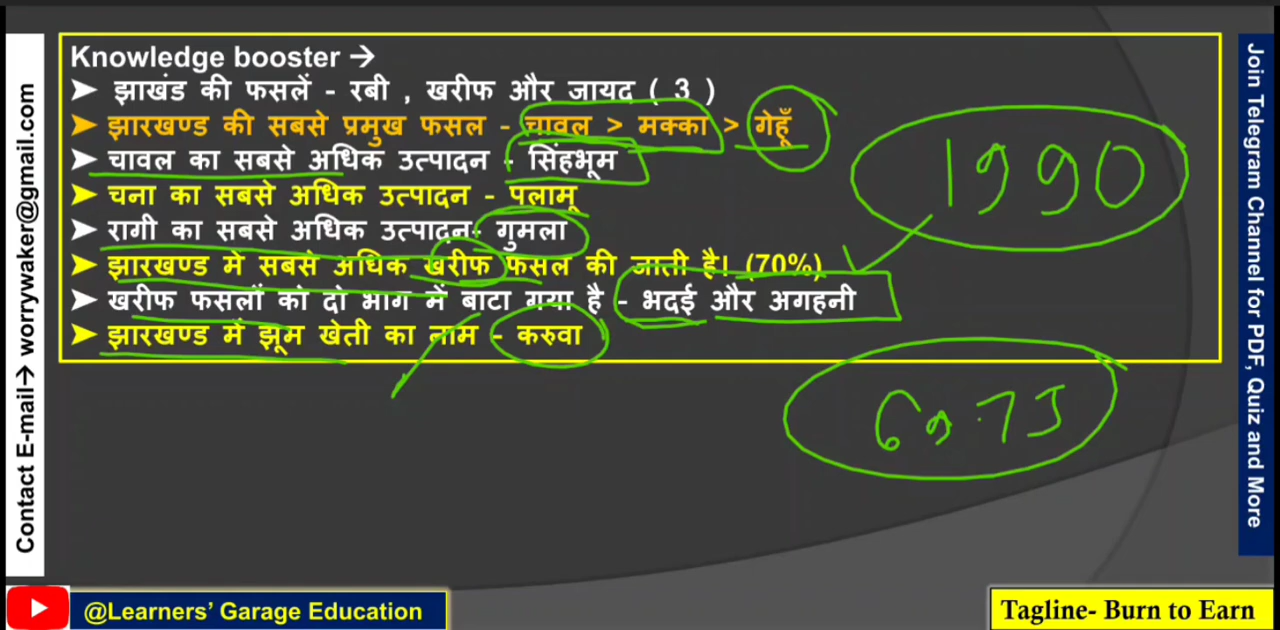 Knowledge booster →
➤ झाखंड की फसलें - रबी , खरीफ और जायद ( 3 )
➤ झारखण्ड की सबसे प्रमुख फसल - चावल > मक्का > गेहूँ
➤ चावल का सबसे अधिक उत्पादन - सिंहभूम
➤ चना का सबसे अधिक उत्पादन - पलामू
➤ रागी का सबसे अधिक उत्पादन- गुमला
➤ झारखण्ड में सबसे अधिक खरीफ फसल की जाती है। (70%)
➤ खरीफ फसलों को दो भाग में बाटा गया है - भदई और अगहनी
➤ झारखण्ड में झूम खेती का नाम - करुवा
1990
Contact E-mail→ worrywaker@gmail.com
Join Telegram Channel for PDF, Quiz and More
@Learners’ Garage Education
Tagline- Burn to Earn